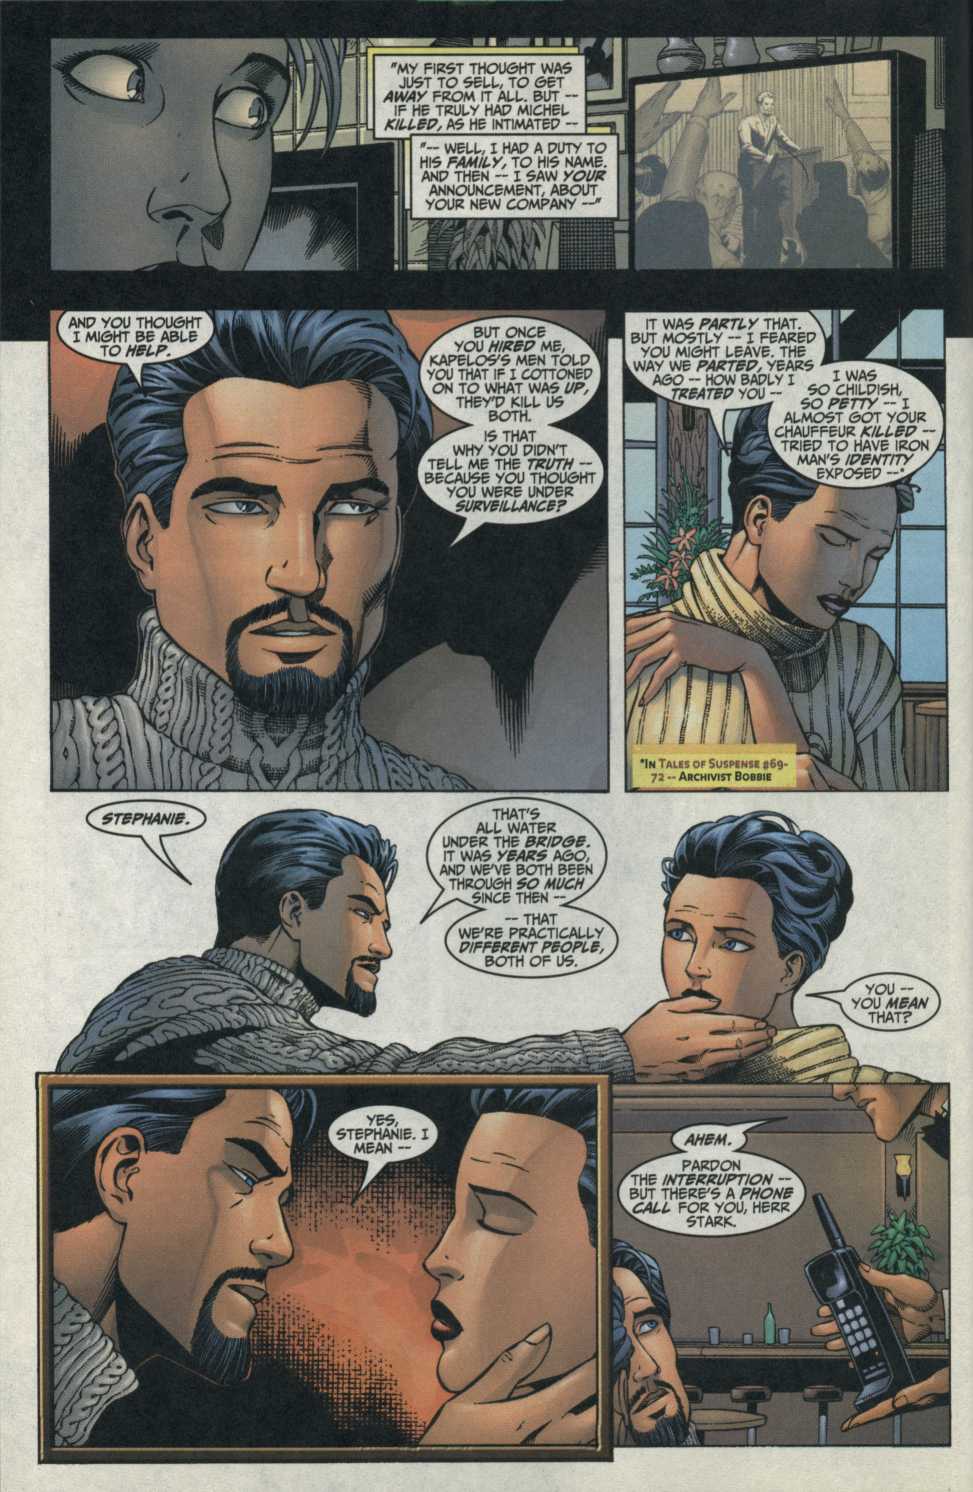 "MY FIRST THOUGHT WAS
JUST TO SELL, TO GET
AWAY FROM IT ALL. BUT --
IF HE TRULY HAD MICHEL
KILLED, AS HE INTIMATED --
"-- WELL, I HAD A DUTY TO
HIS FAMILY, TO HIS NAME.
AND THEN -- I SAW YOUR
ANNOUNCEMENT, ABOUT
YOUR NEW COMPANY --"
AND YOU THOUGHT
I MIGHT BE ABLE
TO HELP.
BUT ONCE
YOU HIRED ME,
KAPELOS'S MEN TOLD
YOU THAT IF I COTTONED
ON TO WHAT WAS UP,
THEY'D KILL US
BOTH.
IS THAT
WHY YOU DIDN'T
TELL ME THE TRUTH --
BECAUSE YOU THOUGHT
YOU WERE UNDER
SURVEILLANCE?
IT WAS PARTLY THAT.
BUT MOSTLY -- I FEARED
YOU MIGHT LEAVE. THE
WAY WE PARTED, YEARS
AGO -- HOW BADLY I
TREATED YOU --
I WAS
SO CHILDISH,
SO PETTY -- I
ALMOST GOT YOUR
CHAUFFEUR KILLED --
TRIED TO HAVE IRON
MAN'S IDENTITY
EXPOSED --*
*IN TALES OF SUSPENSE #69-
72 -- ARCHIVIST BOBBIE
STEPHANIE.
THAT'S
ALL WATER
UNDER THE BRIDGE.
IT WAS YEARS AGO,
AND WE'VE BOTH BEEN
THROUGH SO MUCH
SINCE THEN --
-- THAT
WE'RE PRACTICALLY
DIFFERENT PEOPLE,
BOTH OF US.
YOU --
YOU MEAN
THAT?
YES,
STEPHANIE. I
MEAN --
AHEM.
PARDON
THE INTERRUPTION --
BUT THERE'S A PHONE
CALL FOR YOU, HERR
STARK.